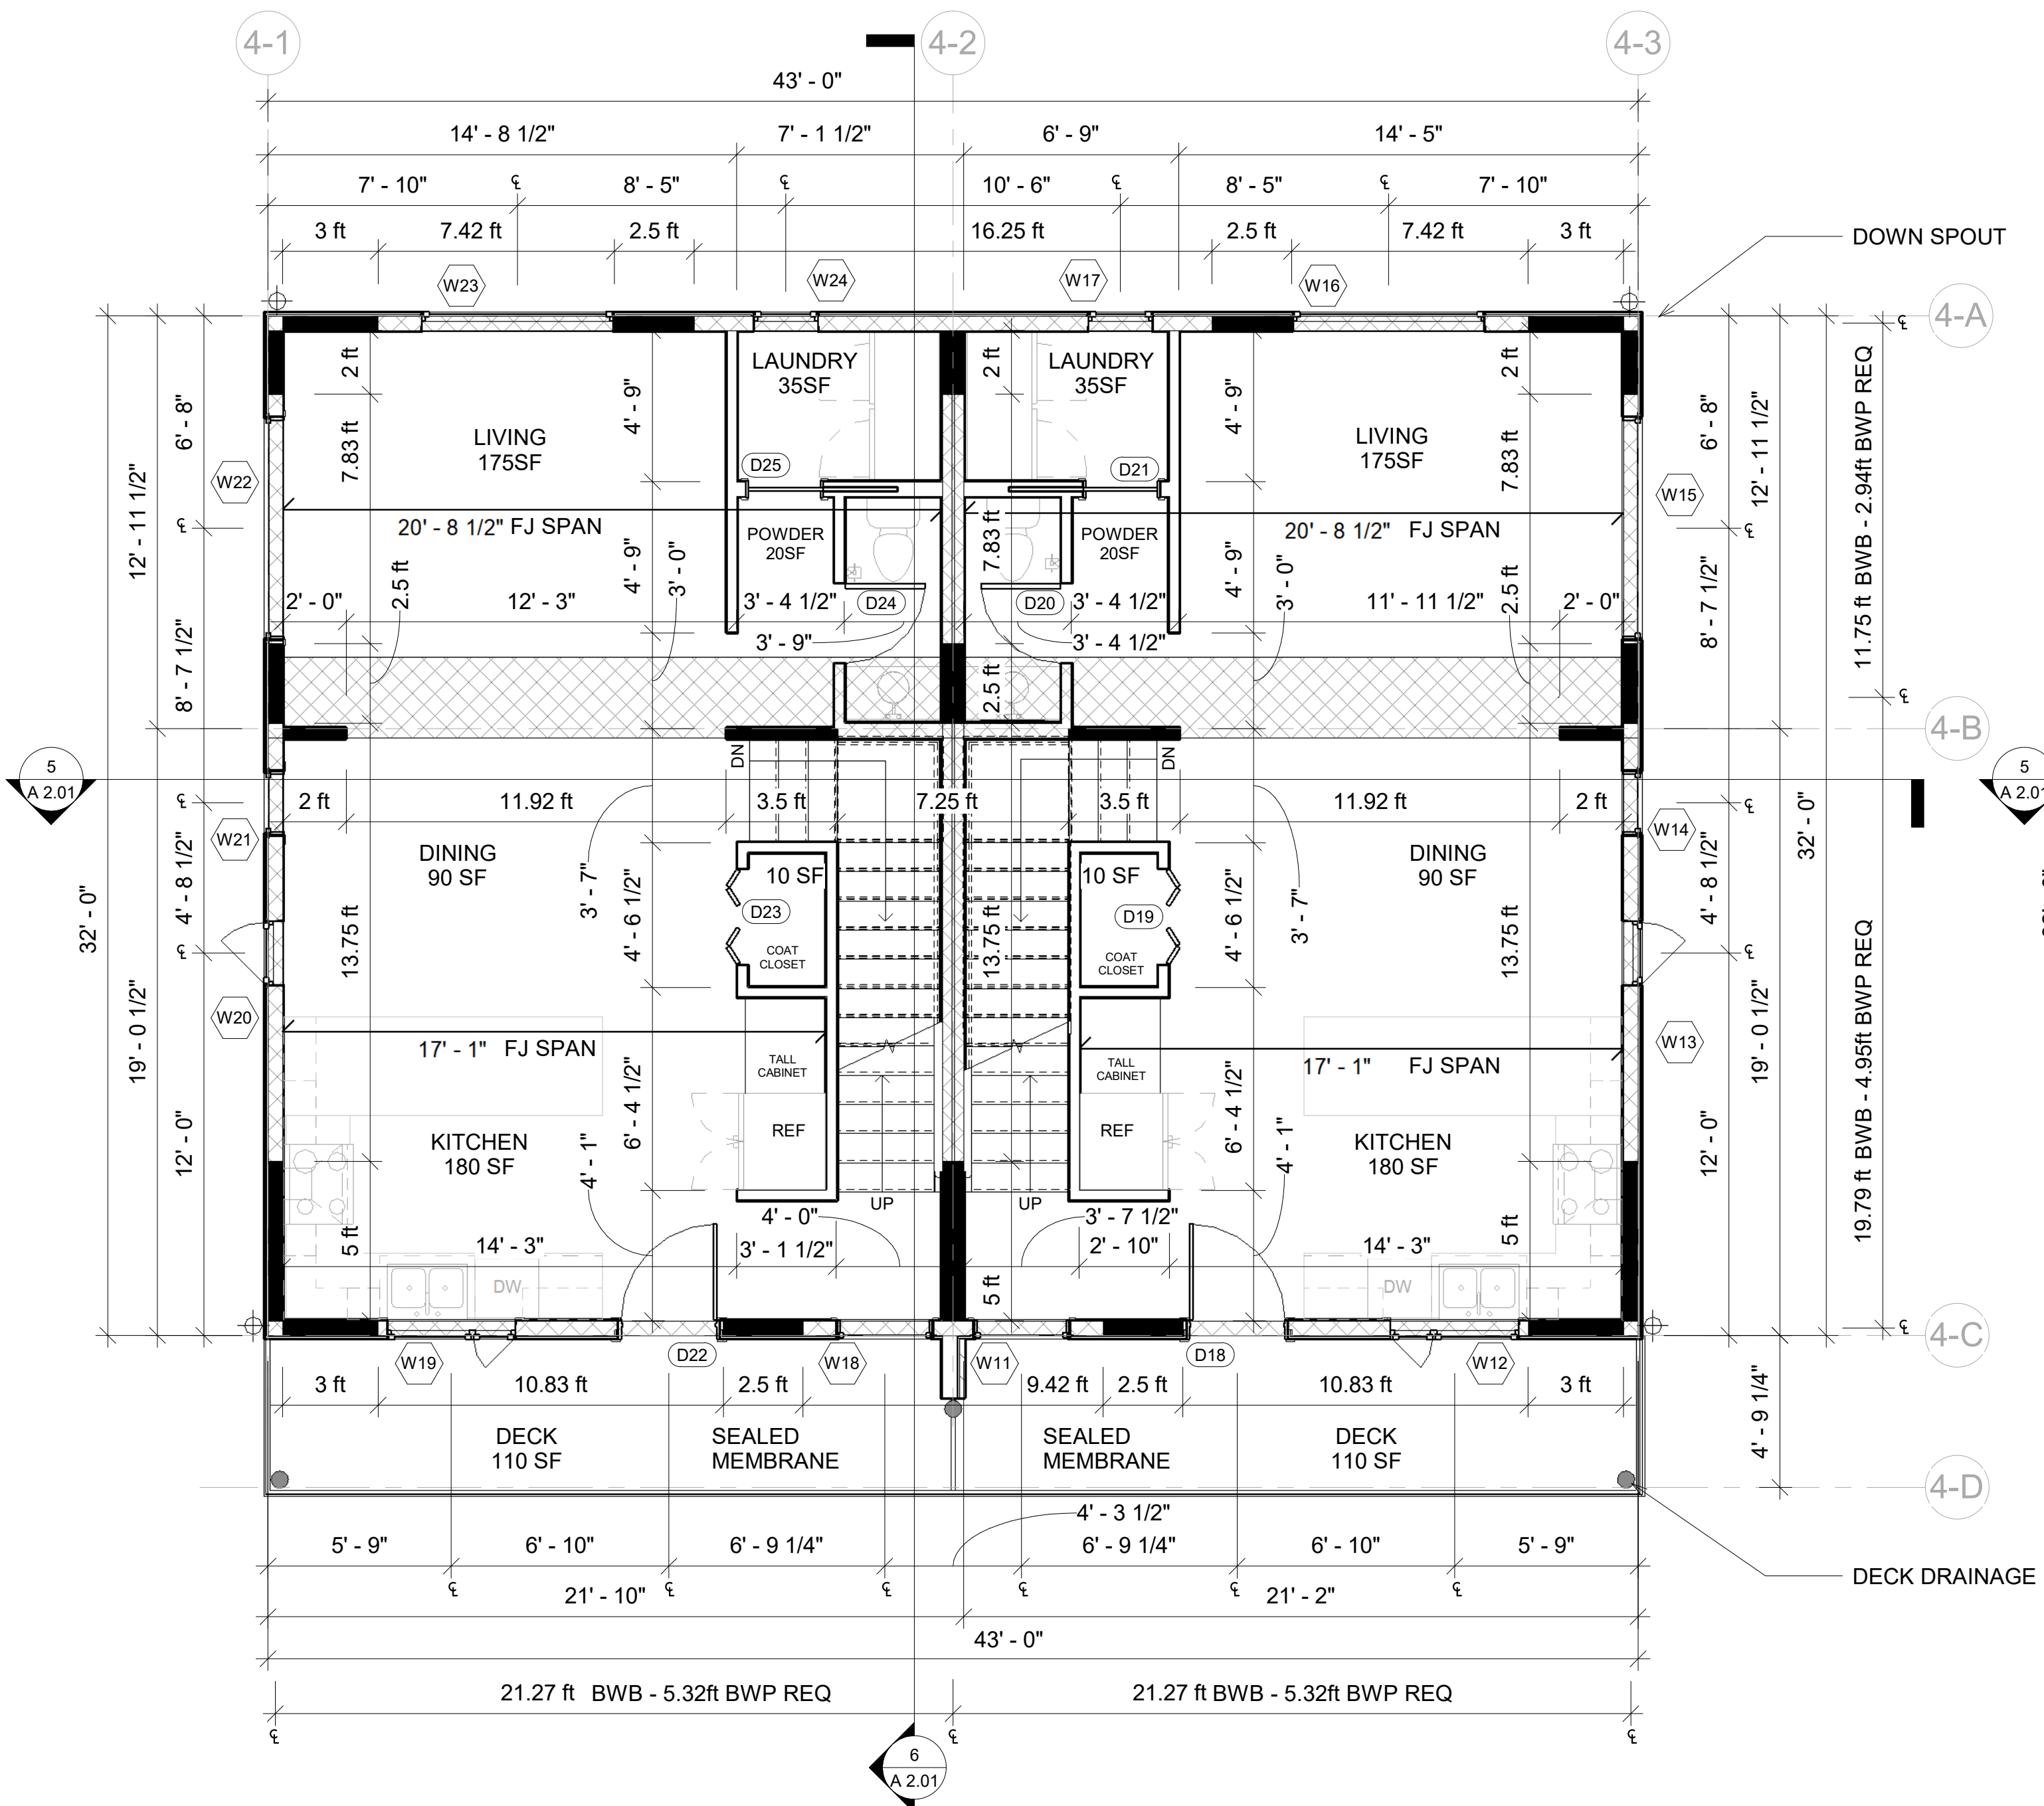 4-1
4-2
4-3
43' - 0"
14' - 8 1/2"
7' - 1 1/2"
6' - 9"
14' - 5"
7' - 10"
℄
8' - 5"
℄
10' - 6"
℄
8' - 5"
℄
7' - 10"
3 ft
7.42 ft
2.5 ft
16.25 ft
2.5 ft
7.42 ft
3 ft
DOWN SPOUT
W23
W24
W17
W16
4-A
℄
LAUNDRY
35SF
LAUNDRY
35SF
2 ft
2 ft
2 ft
4' - 9"
4' - 9"
6' - 8"
6' - 8"
12' - 11 1/2"
12' - 11 1/2"
11.75 ft BWB - 2.94ft BWP REQ
LIVING
175SF
LIVING
175SF
7.83 ft
7.83 ft
7.83 ft
D25
D21
W22
W15
℄
℄
20' - 8 1/2" FJ SPAN
20' - 8 1/2" FJ SPAN
POWDER
20SF
POWDER
20SF
4' - 9"
3' - 0"
4' - 9"
3' - 0"
2.5 ft
2.5 ft
2.5 ft
2' - 0"
12' - 3"
3' - 4 1/2"
D24
D20
3' - 4 1/2"
11' - 11 1/2"
2' - 0"
3' - 9"
3' - 4 1/2"
8' - 7 1/2"
8' - 7 1/2"
℄
4-B
DN
DN
5
A 2.01
5
A 2.01
℄
2 ft
11.92 ft
3.5 ft
7.25 ft
3.5 ft
11.92 ft
2 ft
℄
W21
W14
DINING
90 SF
DINING
90 SF
10 SF
10 SF
D23
D19
COAT
CLOSET
COAT
CLOSET
3' - 7"
4' - 6 1/2"
4' - 6 1/2"
3' - 7"
4' - 8 1/2"
4' - 8 1/2"
32' - 0"
32' - 0"
℄
℄
13.75 ft
13.75 ft
13.75 ft
W20
W13
19' - 0 1/2"
19' - 0 1/2"
19.79 ft BWB - 4.95ft BWP REQ
17' - 1" FJ SPAN
17' - 1" FJ SPAN
TALL
CABINET
TALL
CABINET
REF
REF
6' - 4 1/2"
6' - 4 1/2"
KITCHEN
180 SF
KITCHEN
180 SF
4' - 1"
4' - 1"
12' - 0"
12' - 0"
UP
UP
4' - 0"
3' - 7 1/2"
14' - 3"
3' - 1 1/2"
2' - 10"
14' - 3"
5 ft
5 ft
5 ft
DW
DW
℄
4-C
W19
D22
W18
W11
D18
W12
3 ft
10.83 ft
2.5 ft
9.42 ft
2.5 ft
10.83 ft
3 ft
4' - 9 1/4"
DECK
110 SF
SEALED
MEMBRANE
SEALED
MEMBRANE
DECK
110 SF
4-D
4' - 3 1/2"
5' - 9"
6' - 10"
6' - 9 1/4"
6' - 9 1/4"
6' - 10"
5' - 9"
℄
℄
℄
℄
℄
℄
DECK DRAINAGE
21' - 10"
21' - 2"
43' - 0"
21.27 ft BWB - 5.32ft BWP REQ
21.27 ft BWB - 5.32ft BWP REQ
℄
℄
℄
6
A 2.01